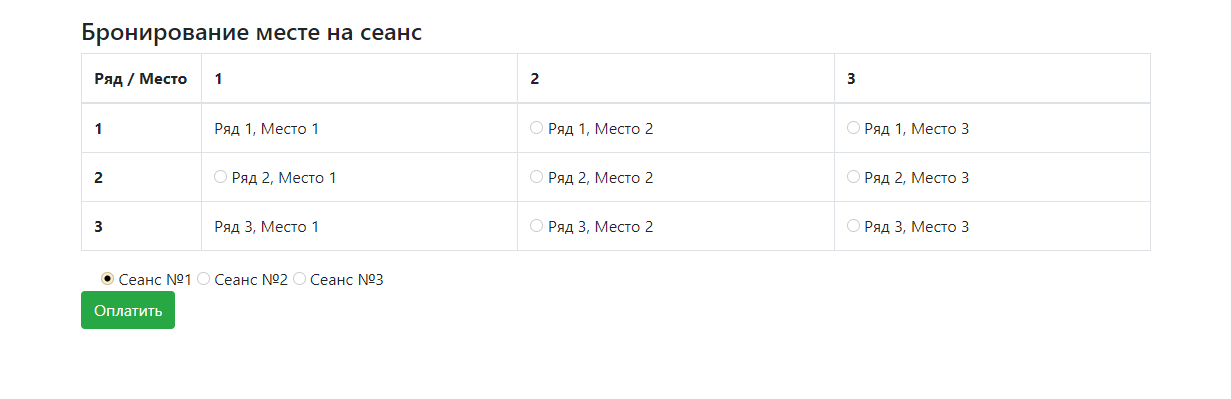 Бронирование месте на сеанс
Ряд / Место 1 2 3
1 Ряд 1, Место 1 Ряд 1, Место 2 Ряд 1, Место 3
2 Ряд 2, Место 1 Ряд 2, Место 2 Ряд 2, Место 3
3 Ряд 3, Место 1 Ряд 3, Место 2 Ряд 3, Место 3
Сеанс №1 Сеанс №2 Сеанс №3
Оплатить